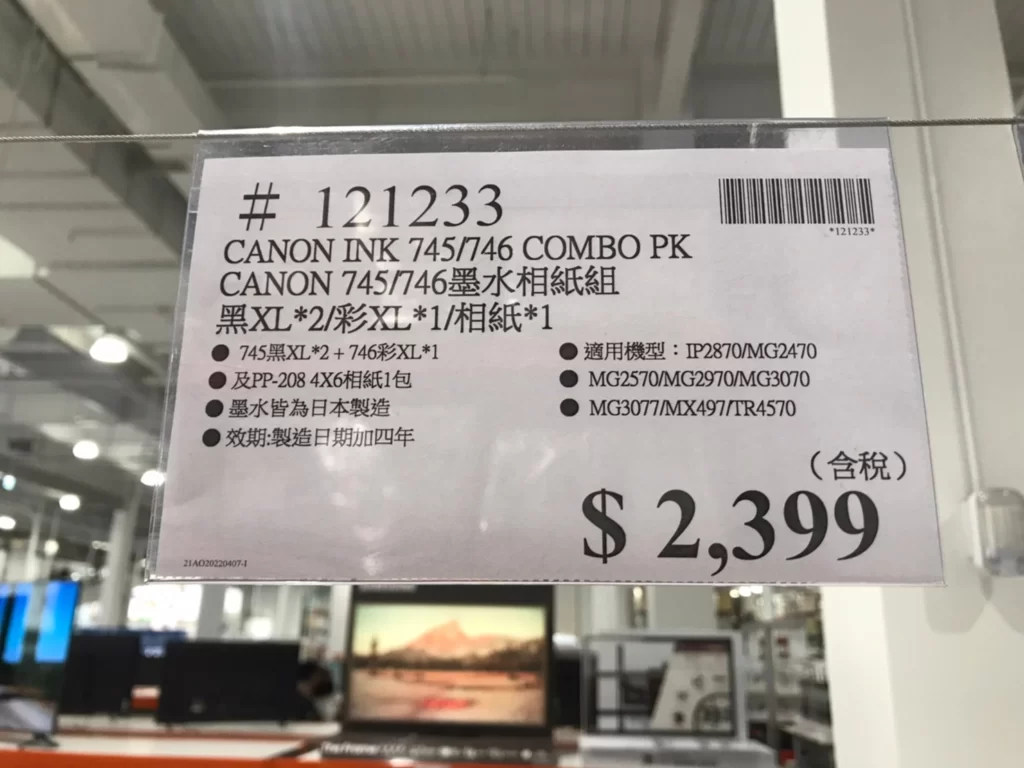 # 121233
*121233*
CANON INK 745/746 COMBO PK
CANON 745/746墨水相紙組
黑XL*2/彩XL*1/相紙*1
● 745黑XL*2 + 746彩XL*1
● 及PP-208 4X6相紙1包
● 墨水皆為日本製造
● 效期:製造日期加四年
● 適用機型：IP2870/MG2470
● MG2570/MG2970/MG3070
● MG3077/MX497/TR4570
（含稅）
$ 2,399
21AO20220407-1